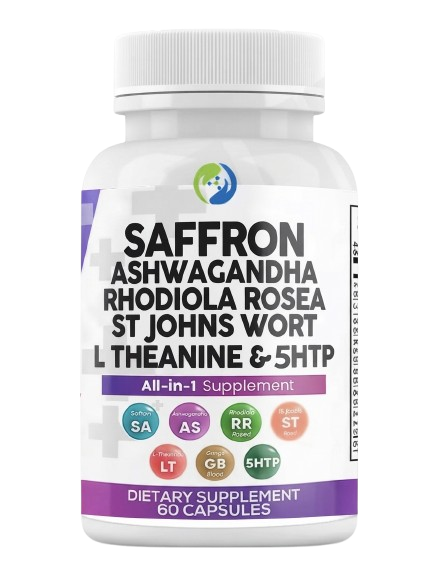 SAFFRON
ASHWAGANDHA
RHODIOLA ROSEA
ST JOHNS WORT
L THEANINE & 5HTP
All-in-1 Supplement
SA
AS
Rhodiola
RR
ST
LT
GB
5HTP
DIETARY SUPPLEMENT
60 CAPSULES